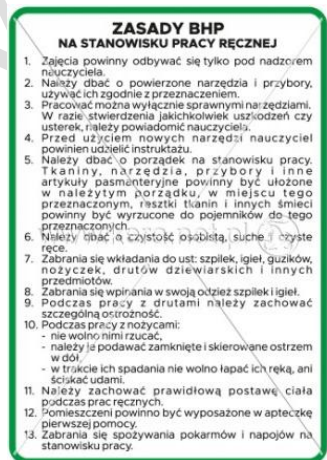 ZASADY BHP
NA STANOWISKU PRACY RĘCZNEJ
1. Zajęcia powinny odbywać się tylko pod nadzorem
nauczyciela.
2. Należy dbać o powierzone narzędzia i przybory,
używać ich zgodnie z przeznaczeniem.
3. Pracować można wyłącznie sprawnymi narzędziami.
W razie stwierdzenia jakichkolwiek uszkodzeń czy
usterek, należy powiadomić nauczyciela.
4. Przed użyciem nowych narzędzi nauczyciel
powinien udzielić instruktażu.
5. Należy dbać o porządek na stanowisku pracy.
Tkaniny, narzędzia, przybory i inne
artykuły pasmanteryjne powinny być ułożone
w należytym porządku, w miejscu tego
przeznaczonym, resztki tkanin i innych śmieci
powinny być wyrzucone do pojemników do tego
przeznaczonych.
6. Należy dbać o czystość osobistą, suche i czyste
ręce.
7. Zabrania się wkładania do ust: szpilek, igieł, guzików,
nożyczek, drutów dziewiarskich i innych
przedmiotów.
8. Zabrania się wpinania w swoją odzież szpilek i igieł.
9. Podczas pracy z drutami należy zachować
szczególną ostrożność.
10. Podczas pracy z nożycami:
- nie wolno nimi rzucać,
- należy je podawać zamknięte i skierowane ostrzem
w dół,
- w trakcie ich spadania nie wolno łapać ich ręką, ani
ściskać udami.
11. Należy zachować prawidłową postawę ciała
podczas prac ręcznych.
12. Pomieszczeni powinno być wyposażone w apteczkę
pierwszej pomocy.
13. Zabrania się spożywania pokarmów i napojów na
stanowisku pracy.